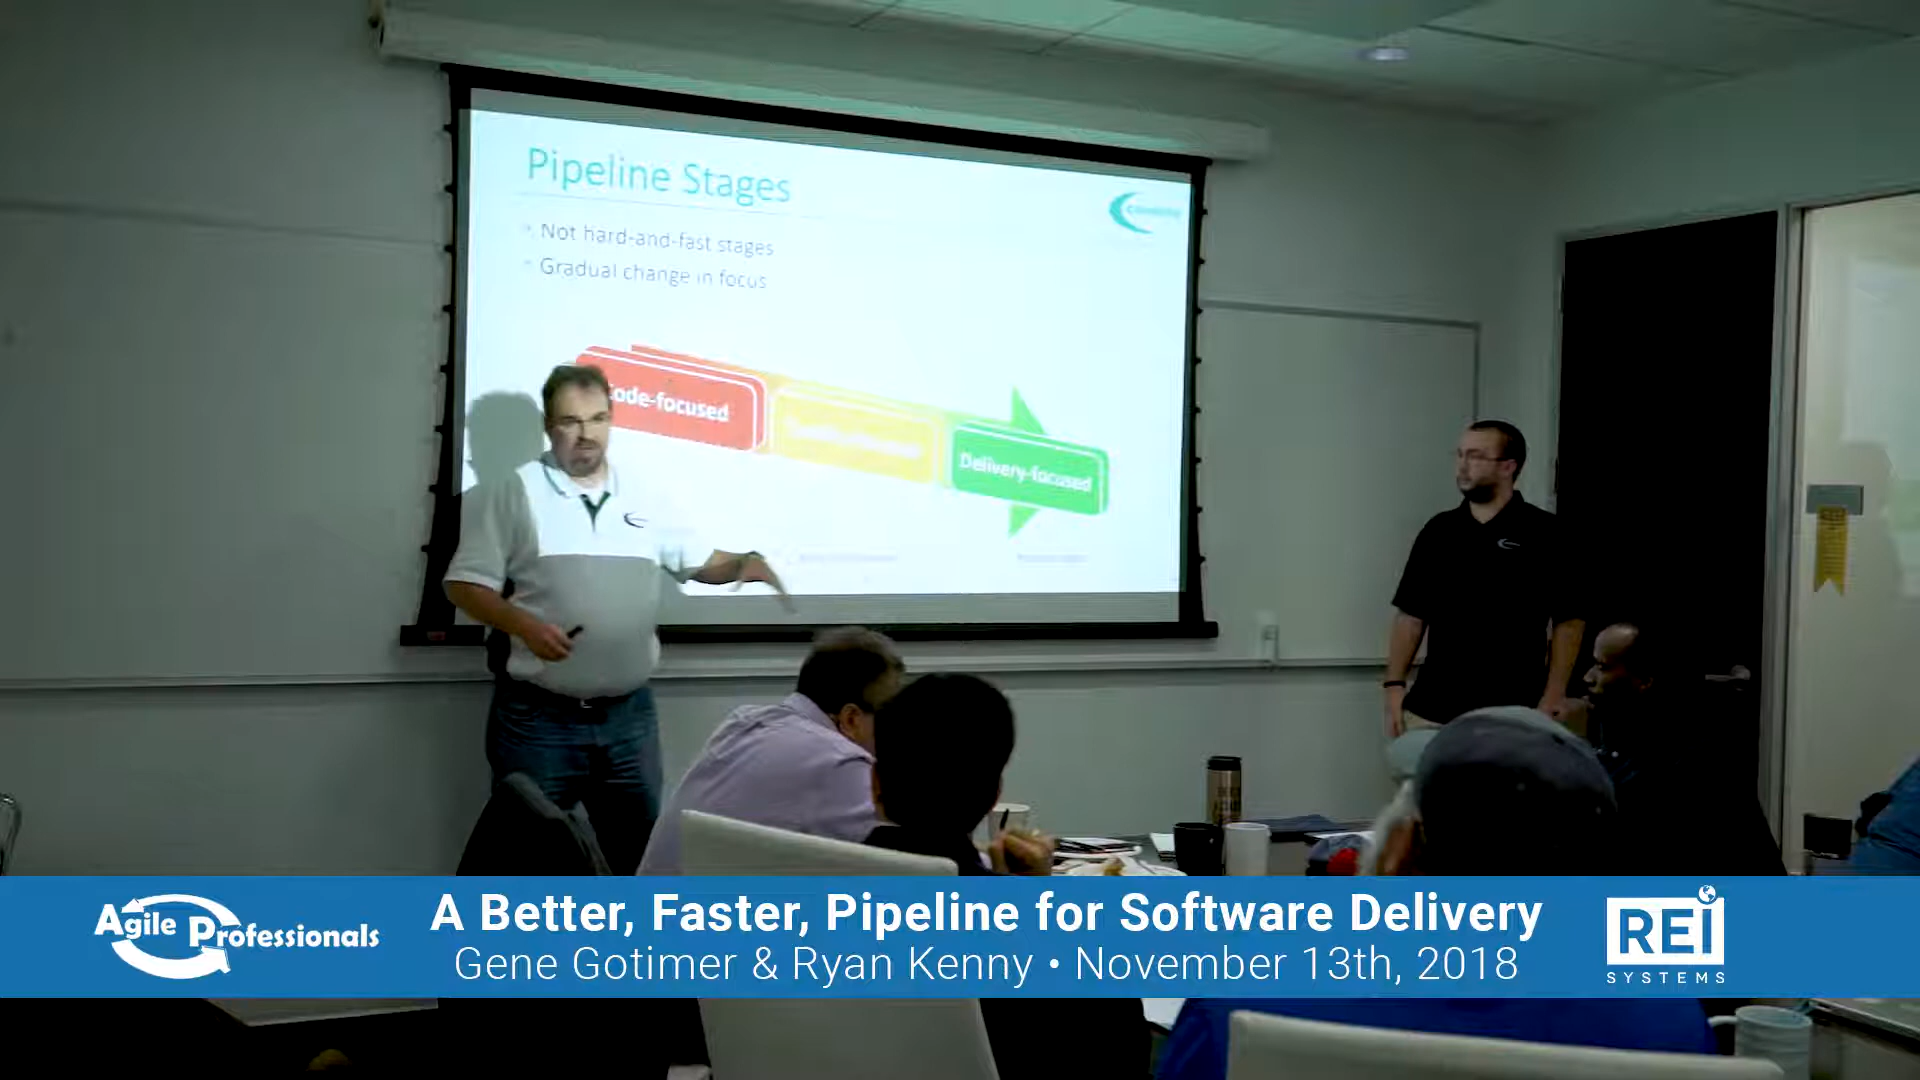 Pipeline Stages
Not hard-and-fast stages
Gradual change in focus
ode-focused
Delivery-focused
Agile Professionals
A Better, Faster, Pipeline for Software Delivery
Gene Gotimer & Ryan Kenny • November 13th, 2018
REI
SYSTEMS